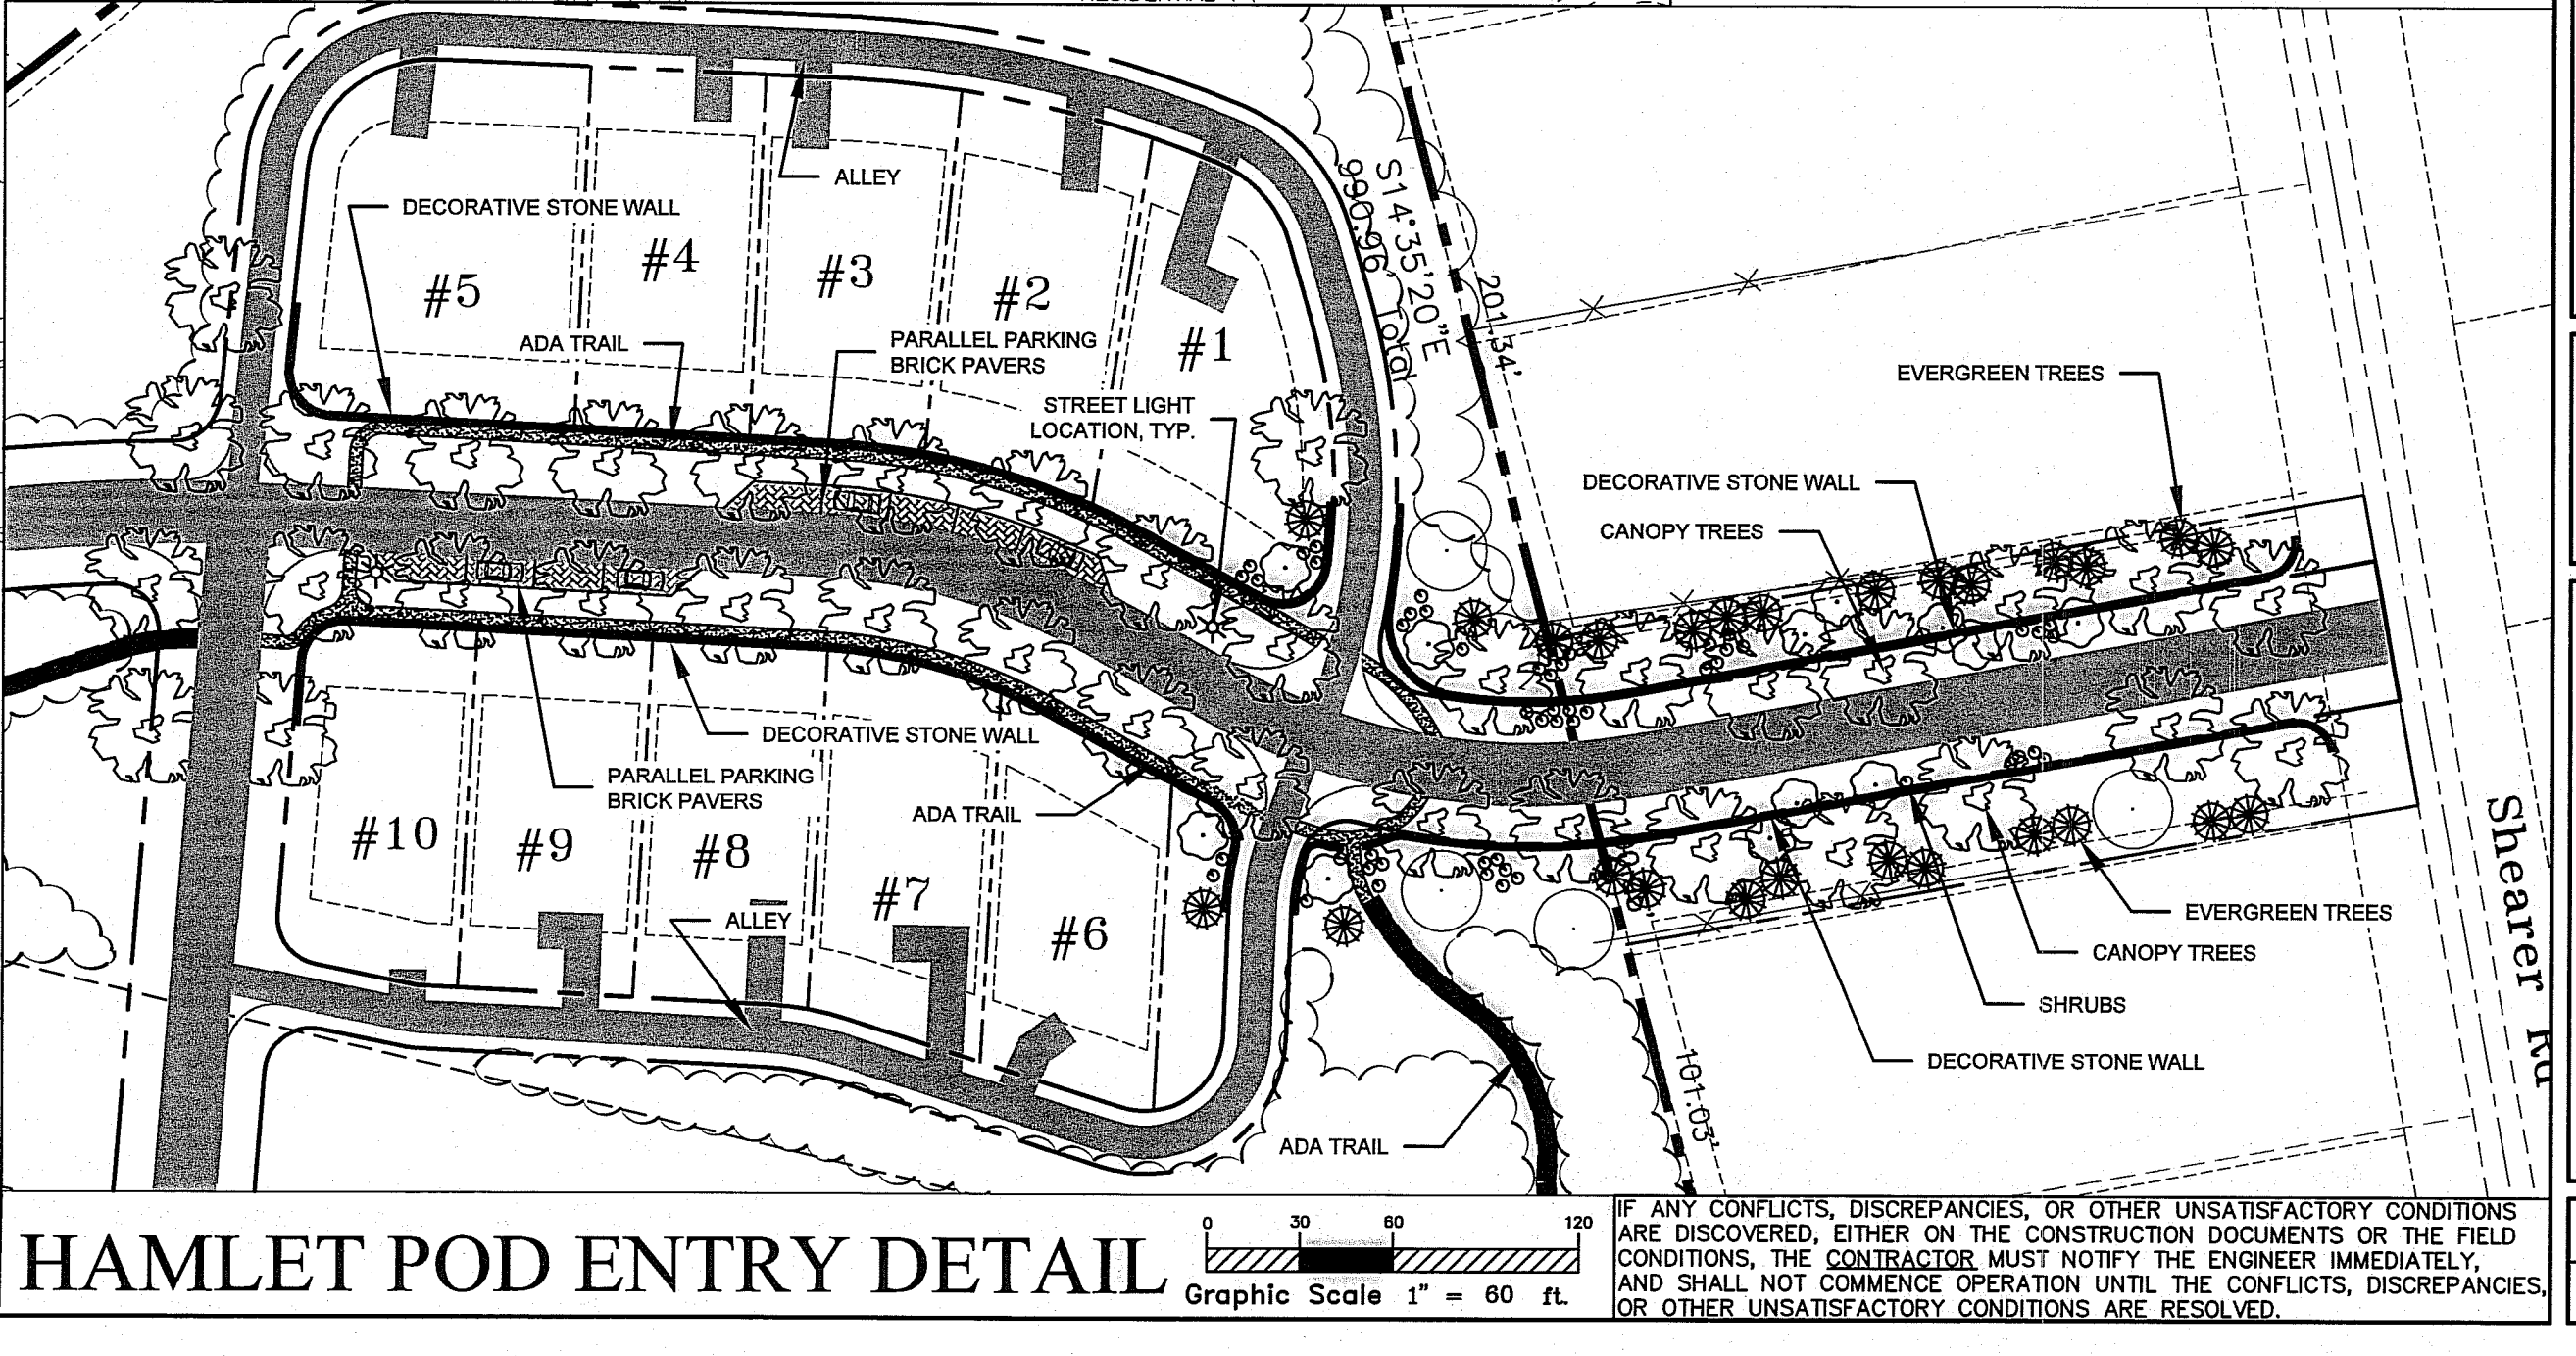 ALLEY
DECORATIVE STONE WALL
#5
#4
#3
#2
#1
ADA TRAIL
PARALLEL PARKING
BRICK PAVERS
STREET LIGHT
LOCATION, TYP.
S14°35'20"E
990.96' Total
201.34'
EVERGREEN TREES
DECORATIVE STONE WALL
CANOPY TREES
DECORATIVE STONE WALL
PARALLEL PARKING
BRICK PAVERS
ADA TRAIL
#10
#9
#8
#7
#6
ALLEY
EVERGREEN TREES
CANOPY TREES
SHRUBS
DECORATIVE STONE WALL
ADA TRAIL
101.03'
Shearer Rd
HAMLET POD ENTRY DETAIL
0 30 60 120
Graphic Scale 1" = 60 ft.
IF ANY CONFLICTS, DISCREPANCIES, OR OTHER UNSATISFACTORY CONDITIONS
ARE DISCOVERED, EITHER ON THE CONSTRUCTION DOCUMENTS OR THE FIELD
CONDITIONS, THE CONTRACTOR MUST NOTIFY THE ENGINEER IMMEDIATELY,
AND SHALL NOT COMMENCE OPERATION UNTIL THE CONFLICTS, DISCREPANCIES,
OR OTHER UNSATISFACTORY CONDITIONS ARE RESOLVED.